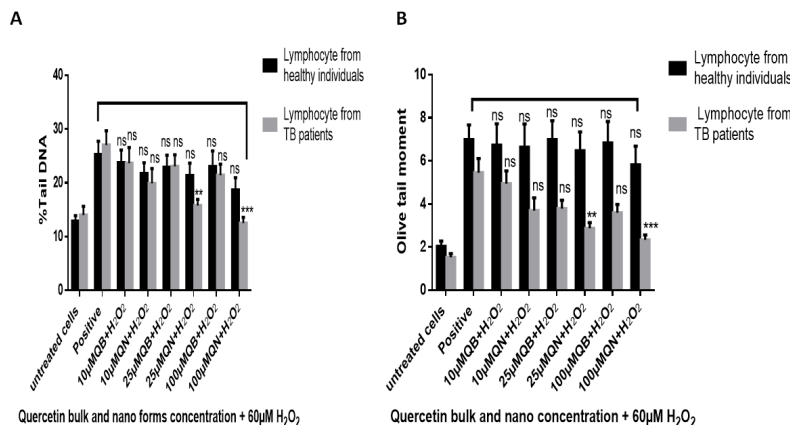 A
Lymphocyte from
healthy individuals
Lymphocyte from
TB patients
%Tail DNA
40
30
20
10
0
ns
ns
ns
ns
ns
ns
ns
**
ns
ns
ns
***
untreated cells
Positive
10µMQB+H₂O₂
10µMQN+H₂O₂
25µMQB+H₂O₂
25µMQN+H₂O₂
100µMQB+H₂O₂
100µMQN+H₂O₂
Quercetin bulk and nano forms concentration + 60µM H₂O₂
B
Lymphocyte from
healthy individuals
Lymphocyte from
TB patients
Olive tail moment
10
8
6
4
2
0
ns
ns
ns
ns
ns
ns
ns
**
ns
ns
ns
***
untreated cells
Positive
10µMQB+H₂O₂
10µMQN+H₂O₂
25µMQB+H₂O₂
25µMQN+H₂O₂
100µMQB+H₂O₂
100µMQN+H₂O₂
Quercetin bulk and nano concentration + 60µM H₂O₂